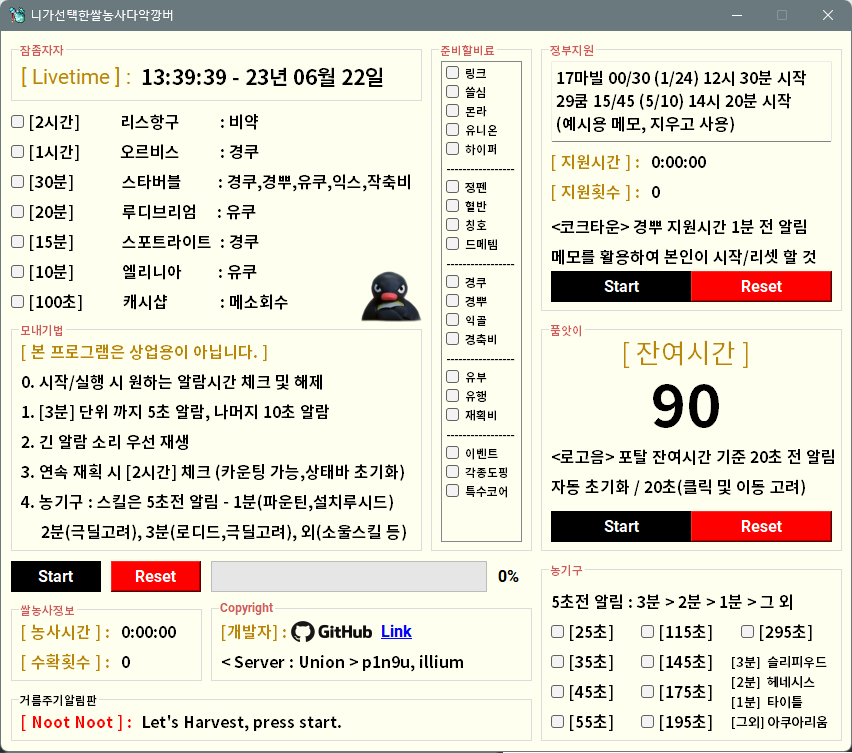 니가선택한쌀농사다악깡버
잠좀자자
[ Livetime ] : 13:39:39 - 23년 06월 22일
[2시간] 리스항구 : 비약
[1시간] 오르비스 : 경쿠
[30분] 스타버블 : 경쿠,경뿌,유쿠,익스,작축비
[20분] 루디브리엄 : 유쿠
[15분] 스포트라이트 : 경쿠
[10분] 엘리니아 : 유쿠
[100초] 캐시샵 : 메소회수
모내기법
[ 본 프로그램은 상업용이 아닙니다. ]
0. 시작/실행 시 원하는 알람시간 체크 및 해제
1. [3분] 단위 까지 5초 알람, 나머지 10초 알람
2. 긴 알람 소리 우선 재생
3. 연속 재획 시 [2시간] 체크 (카운팅 가능,상태바 초기화)
4. 농기구 : 스킬은 5초전 알림 - 1분(파운틴,설치루시드)
2분(극딜고려), 3분(로디드,극딜고려), 외(소울스킬 등)
Start Reset 0%
쌀농사정보
[ 농사시간 ] : 0:00:00
[ 수확횟수 ] : 0
Copyright
[개발자] : GitHub Link
< Server : Union > p1n9u, illium
거름주기알림판
[ Noot Noot ] : Let's Harvest, press start.
준비할비료
링크
쓸심
몬라
유니온
하이퍼
-----------------
정펜
혈반
칭호
드메템
-----------------
경쿠
경뿌
익골
경축비
-----------------
유부
유행
재획비
-----------------
이벤트
각종도핑
특수코어
정부지원
17마빌 00/30 (1/24) 12시 30분 시작
29쿰 15/45 (5/10) 14시 20분 시작
(예시용 메모, 지우고 사용)
[ 지원시간 ] : 0:00:00
[ 지원횟수 ] : 0
<코크타운> 경뿌 지원시간 1분 전 알림
메모를 활용하여 본인이 시작/리셋 할 것
Start Reset
품앗이
[ 잔여시간 ]
90
<로고음> 포탈 잔여시간 기준 20초 전 알림
자동 초기화 / 20초(클릭 및 이동 고려)
Start Reset
농기구
5초전 알림 : 3분 > 2분 > 1분 > 그 외
[25초] [115초] [295초]
[35초] [145초] [3분] 슬리피우드
[45초] [175초] [2분] 헤네시스
[1분] 타이틀
[55초] [195초] [그외] 아쿠아리움